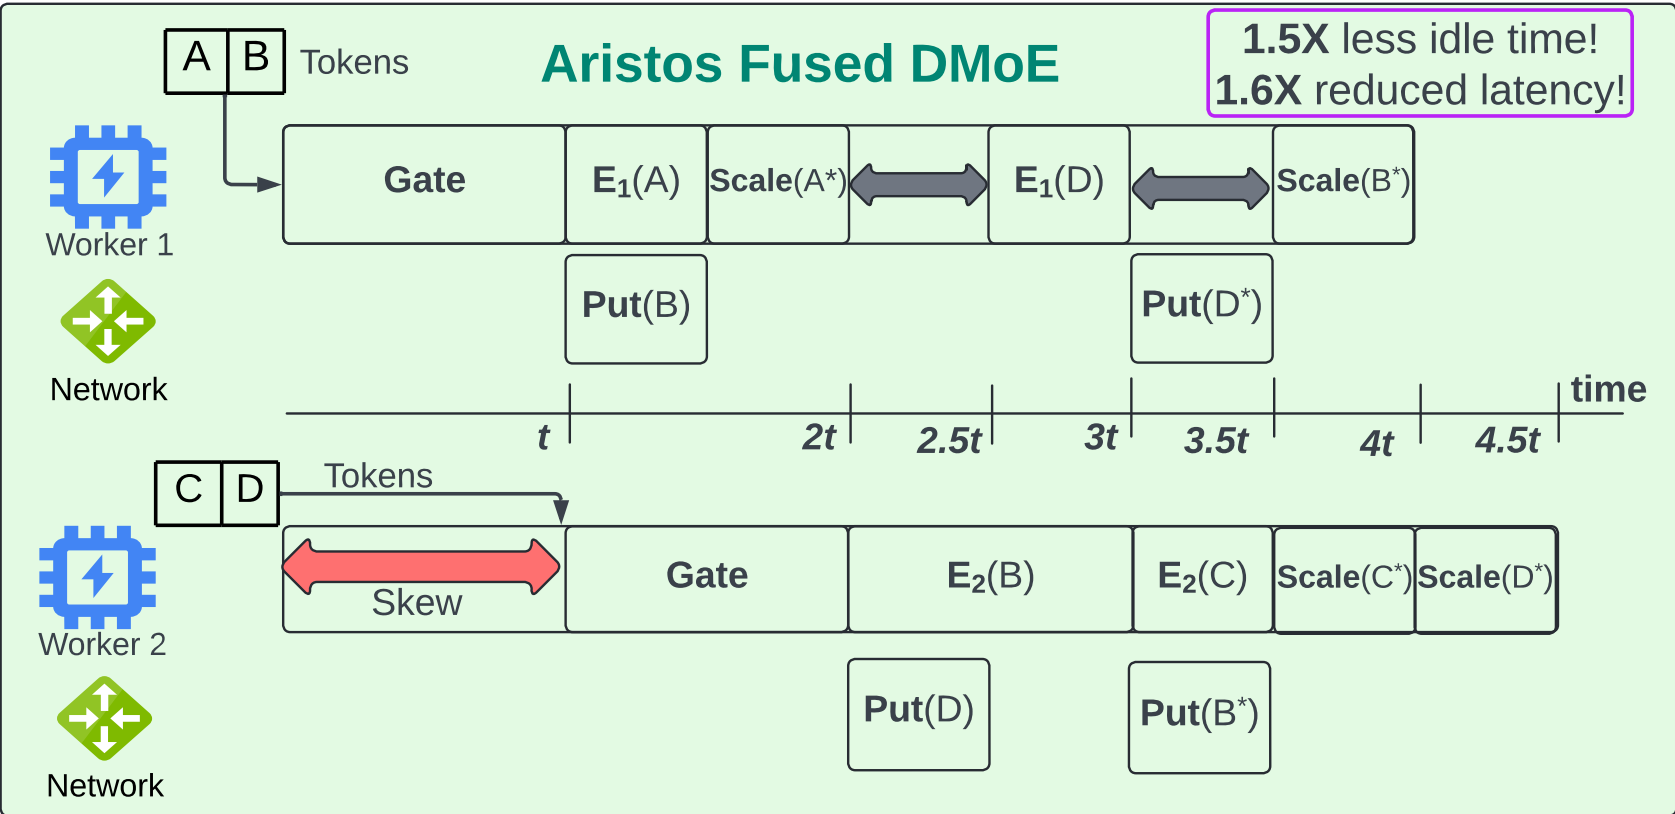 A B Tokens
Aristos Fused DMoE
1.5X less idle time!
1.6X reduced latency!
Worker 1
Gate
E₁(A)
Scale(A*)
E₁(D)
Scale(B*)
Network
Put(B)
Put(D*)
time
t 2t 2.5t 3t 3.5t 4t 4.5t
C D Tokens
Worker 2
Skew
Gate
E₂(B)
E₂(C)
Scale(C*)
Scale(D*)
Network
Put(D)
Put(B*)